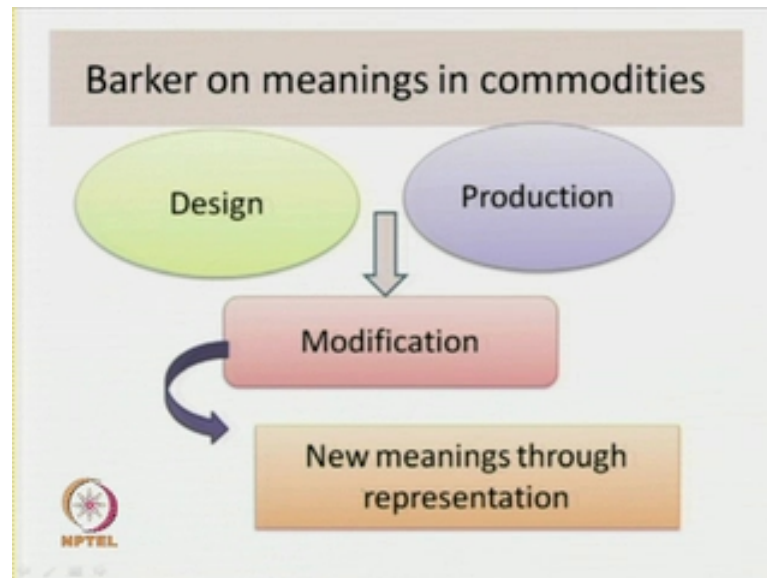 Barker on meanings in commodities
Design
Production
Modification
New meanings through
representation
NPTEL